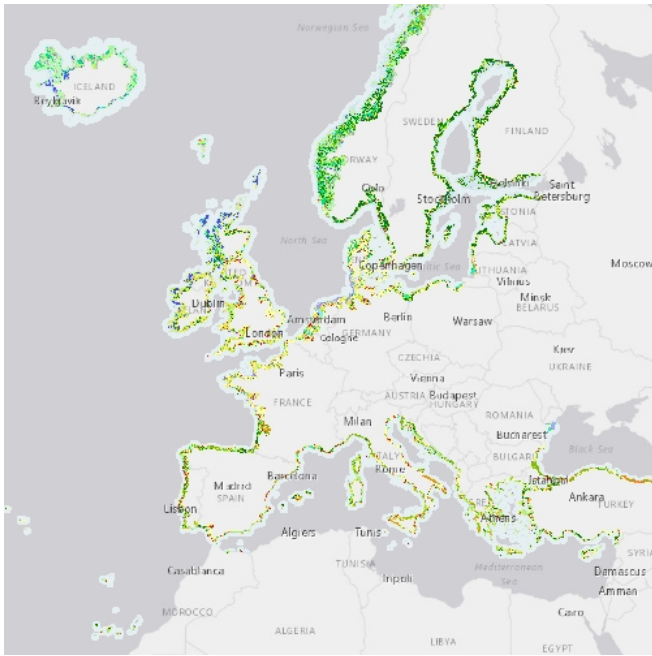 Norwegian Sea
ICELAND
Reykjavik
SWEDEN
FINLAND
NORWAY
Oslo
Helsinki
Saint
Petersburg
Stockholm
ESTONIA
North Sea
LATVIA
Copenhagen
Baltic Sea
Moscow
LITHUANIA
UNITED
KINGDOM
Vilnius
Dublin
Minsk
BELARUS
Amsterdam
London
Berlin
Warsaw
GERMANY
Cologne
Kiev
UKRAINE
CZECHIA
Paris
Vienna
AUSTRIA
Budapest
HUNGARY
FRANCE
ROMANIA
Milan
Bucharest
Black Sea
ITALY
BULGARI
Rome
Barcelona
Madrid
SPAIN
Istanbul
Ankara
TURKEY
Lisbon
Athens
Algiers
Tunis
SYRIA
Casablanca
TUNISIA
Mediterranean
Sea
Damascus
Tripoli
Amman
MOROCCO
Cairo
ALGERIA
LIBYA
EGYPT